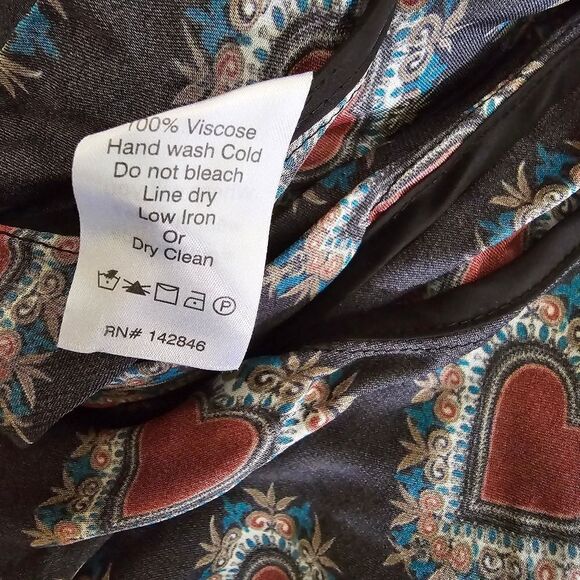 100% Viscose
Hand wash Cold
Do not bleach
Line dry
Low Iron
Or
Dry Clean
P
RN# 142846